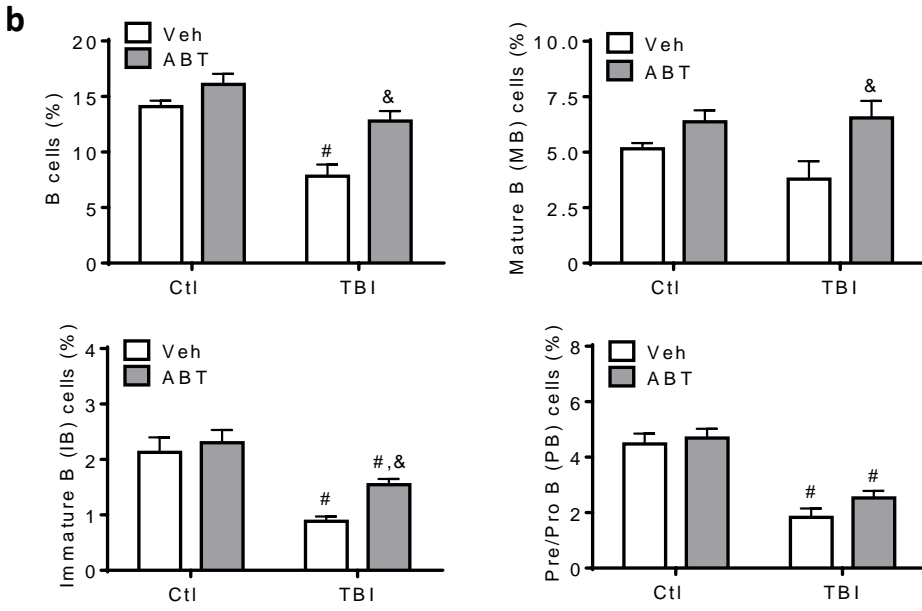 b
B cells (%)
20
15
10
5
0
Veh
ABT
#
&
Ctl
TBI
Mature B (MB) cells (%)
10.0
7.5
5.0
2.5
0
Veh
ABT
&
Ctl
TBI
Immature B (IB) cells (%)
4
3
2
1
0
Veh
ABT
#
#,&
Ctl
TBI
Pre/Pro B (PB) cells (%)
8
6
4
2
0
Veh
ABT
#
#
Ctl
TBI